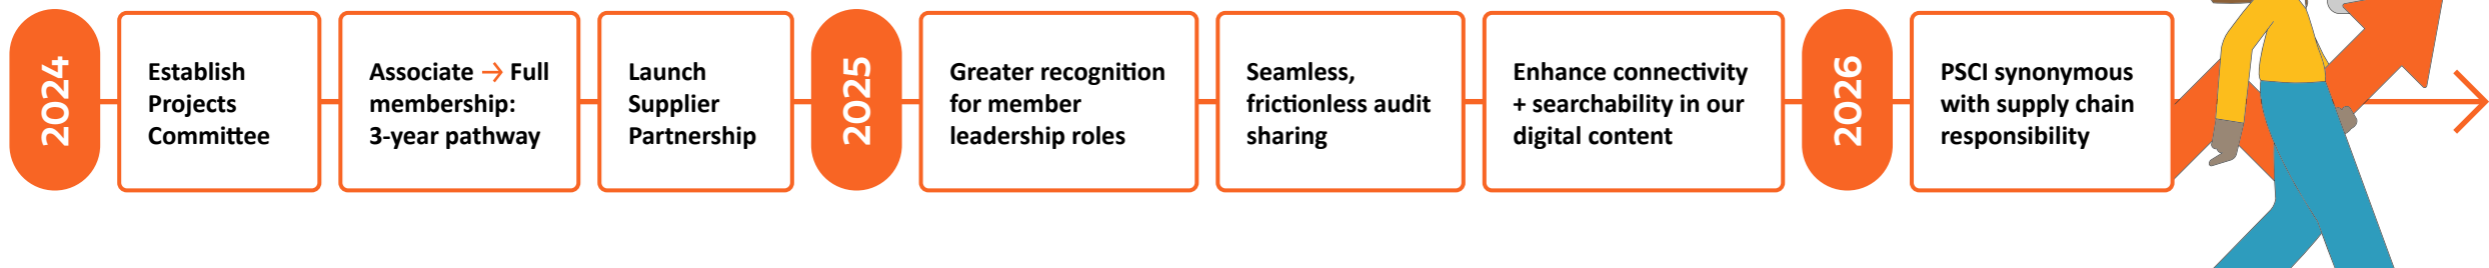 2024
Establish
Projects
Committee
Associate → Full
membership:
3-year pathway
Launch
Supplier
Partnership
2025
Greater recognition
for member
leadership roles
Seamless,
frictionless audit
sharing
Enhance connectivity
+ searchability in our
digital content
2026
PSCI synonymous
with supply chain
responsibility